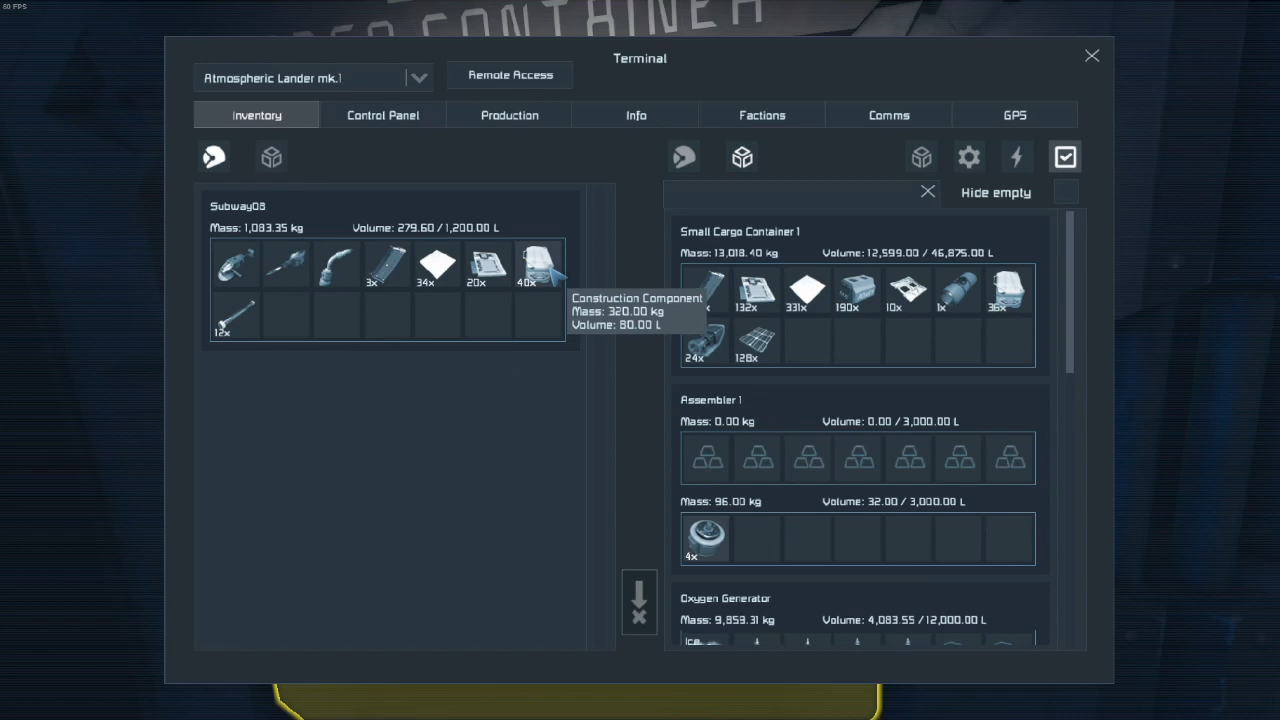 60 FPS
CONTAINER
Terminal
Atmospheric Lander mk.1
Remote Access
Inventory
Control Panel
Production
Info
Factions
Comms
GPS
Hide empty
Subway08
Mass: 1,083.35 kg
Volume: 279.60 / 1,200.00 L
3x
34x
20x
40x
12x
Construction Component
Mass: 320.00 kg
Volume: 80.00 L
Small Cargo Container 1
Mass: 13,018.40 kg
Volume: 12,599.00 / 46,875.00 L
132x
331x
190x
10x
1x
36x
24x
128x
Assembler 1
Mass: 0.00 kg
Volume: 0.00 / 3,000.00 L
Mass: 96.00 kg
Volume: 32.00 / 3,000.00 L
4x
Oxygen Generator
Mass: 9,859.31 kg
Volume: 4,083.55 / 12,000.00 L
Ice